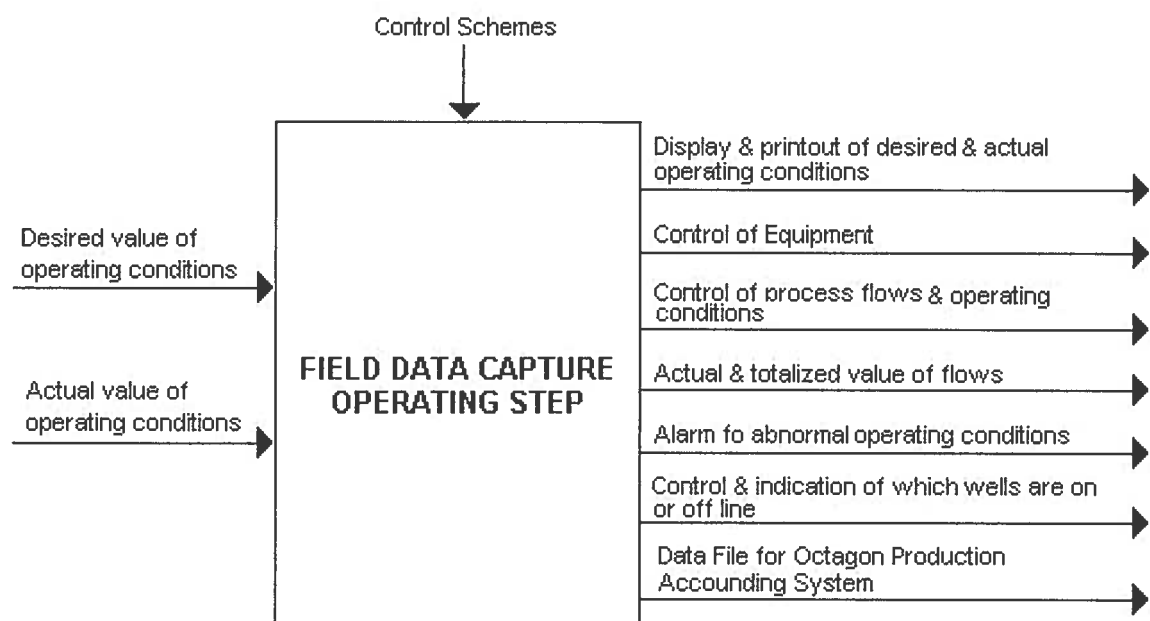 Control Schemes
Desired value of
operating conditions
Actual value of
operating conditions
FIELD DATA CAPTURE
OPERATING STEP
Display & printout of desired & actual
operating conditions
Control of Equipment
Control of process flows & operating
conditions
Actual & totalized value of flows
Alarm fo abnormal operating conditions
Control & indication of which wells are on
or off line
Data File for Octagon Production
Accounding System